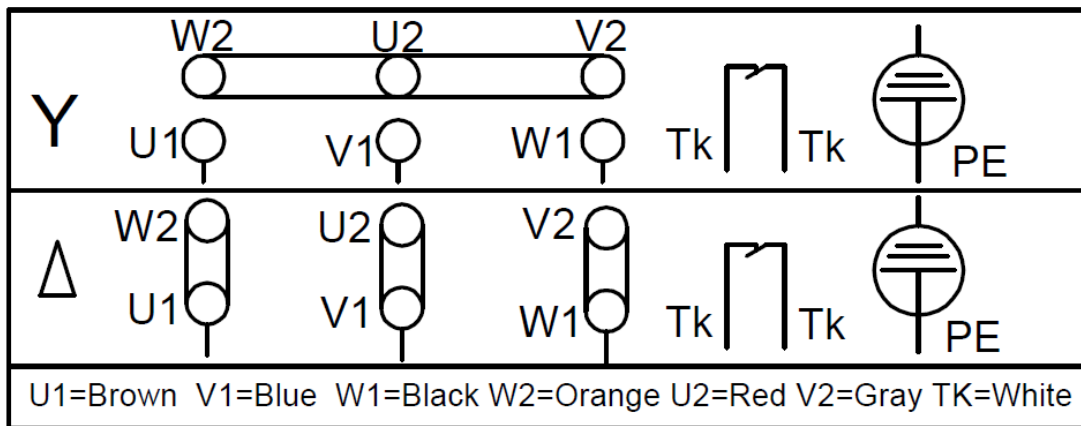 W2 U2 V2
Y U1 V1 W1 Tk Tk PE
W2 U2 V2
Δ U1 V1 W1 Tk Tk PE
U1=Brown V1=Blue W1=Black W2=Orange U2=Red V2=Gray TK=White